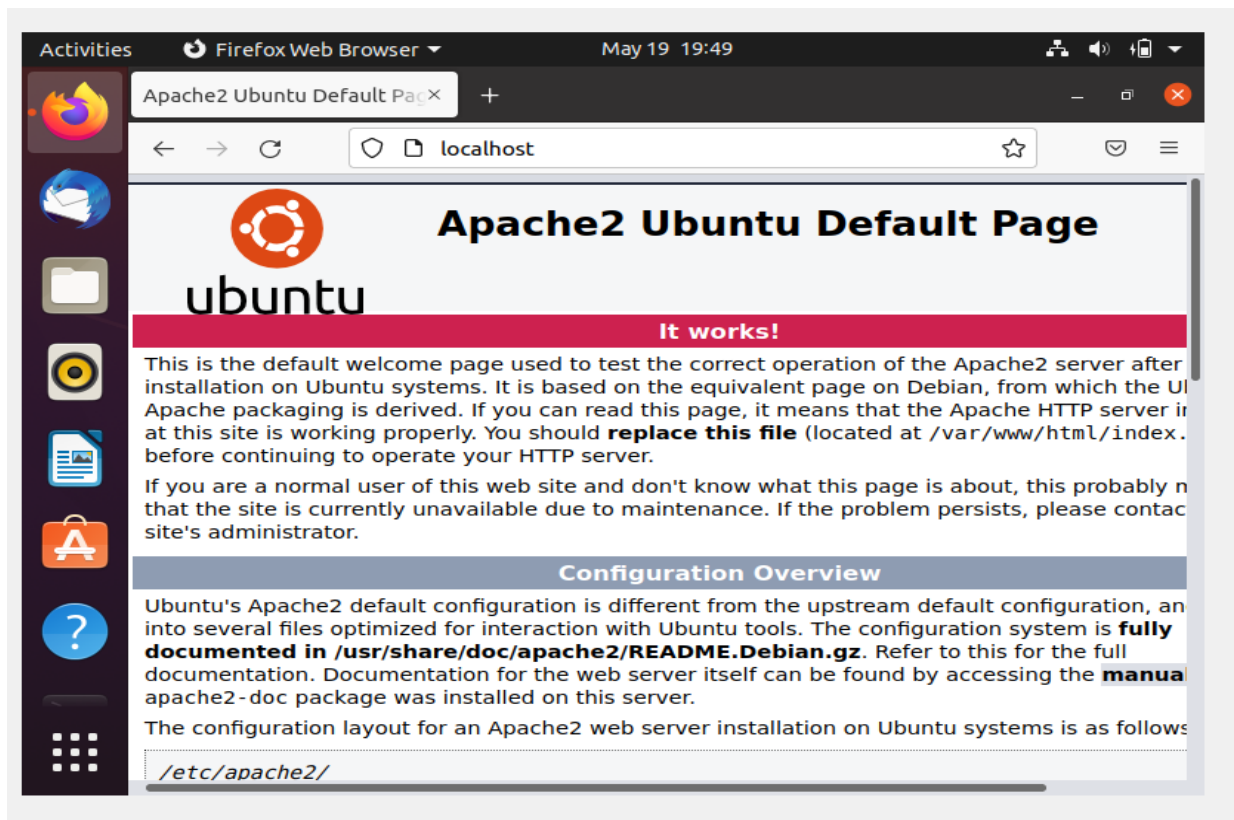 Activities Firefox Web Browser May 19 19:49
Apache2 Ubuntu Default Pag
localhost
ubuntu
Apache2 Ubuntu Default Page
It works!
This is the default welcome page used to test the correct operation of the Apache2 server after
installation on Ubuntu systems. It is based on the equivalent page on Debian, from which the
Apache packaging is derived. If you can read this page, it means that the Apache HTTP server
at this site is working properly. You should replace this file (located at /var/www/html/index.
before continuing to operate your HTTP server.
If you are a normal user of this web site and don't know what this page is about, this probably
that the site is currently unavailable due to maintenance. If the problem persists, please contac
site's administrator.
Configuration Overview
Ubuntu's Apache2 default configuration is different from the upstream default configuration, an
into several files optimized for interaction with Ubuntu tools. The configuration system is fully
documented in /usr/share/doc/apache2/README.Debian.gz. Refer to this for the full
documentation. Documentation for the web server itself can be found by accessing the manual
apache2-doc package was installed on this server.
The configuration layout for an Apache2 web server installation on Ubuntu systems is as follows
/etc/apache2/